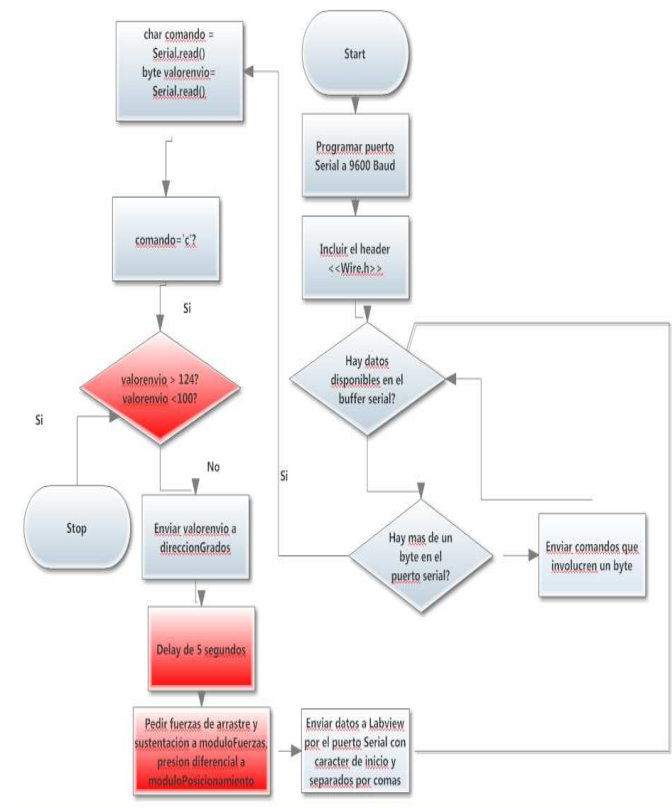 Start
Programar puerto
Serial a 9600 Baud
Incluir el header
<<Wire.h>>
Hay datos
disponibles en el
buffer serial?
Hay mas de un
byte en el
puerto serial?
Enviar comandos que
involucren un byte
Si
char comando =
Serial.read()
byte valorenvio=
Serial.read()
comando='c'?
Si
valorenvio > 124?
valorenvio <100?
Si
Stop
No
Enviar valorenvio a
direccionGrados
Delay de 5 segundos
Pedir fuerzas de arrastre y
sustentación a moduloFuerzas,
presion diferencial a
moduloPosicionamiento
Enviar datos a Labview
por el puerto Serial con
caracter de inicio y
separados por comas